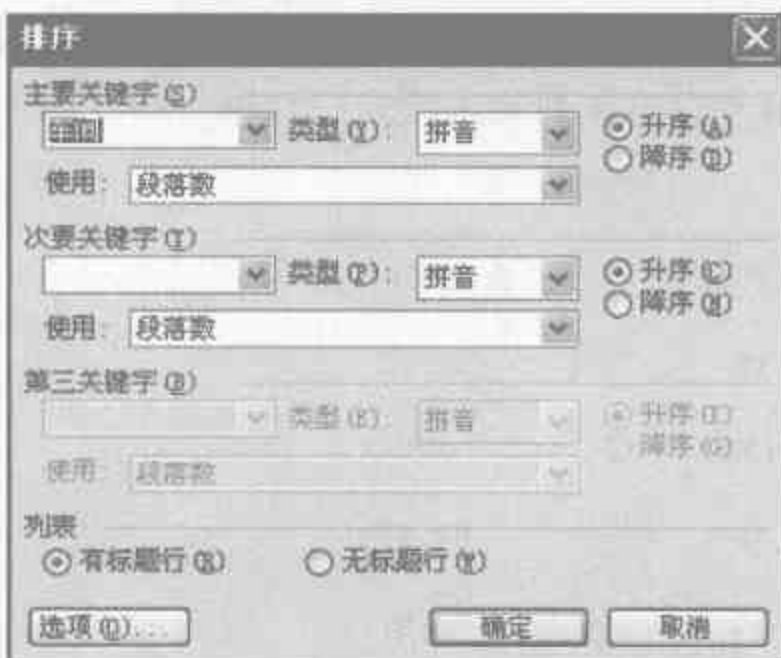 排序
主要关键字(S)
类型(Y): 拼音 升序(A)
降序(D)
使用: 段落数
次要关键字(T)
类型(P): 拼音 升序(C)
降序(N)
使用: 段落数
第三关键字(B)
类型(E): 拼音 升序(I)
降序(G)
使用: 段落数
列表
有标题行(R) 无标题行(W)
选项(O)... 确定 取消